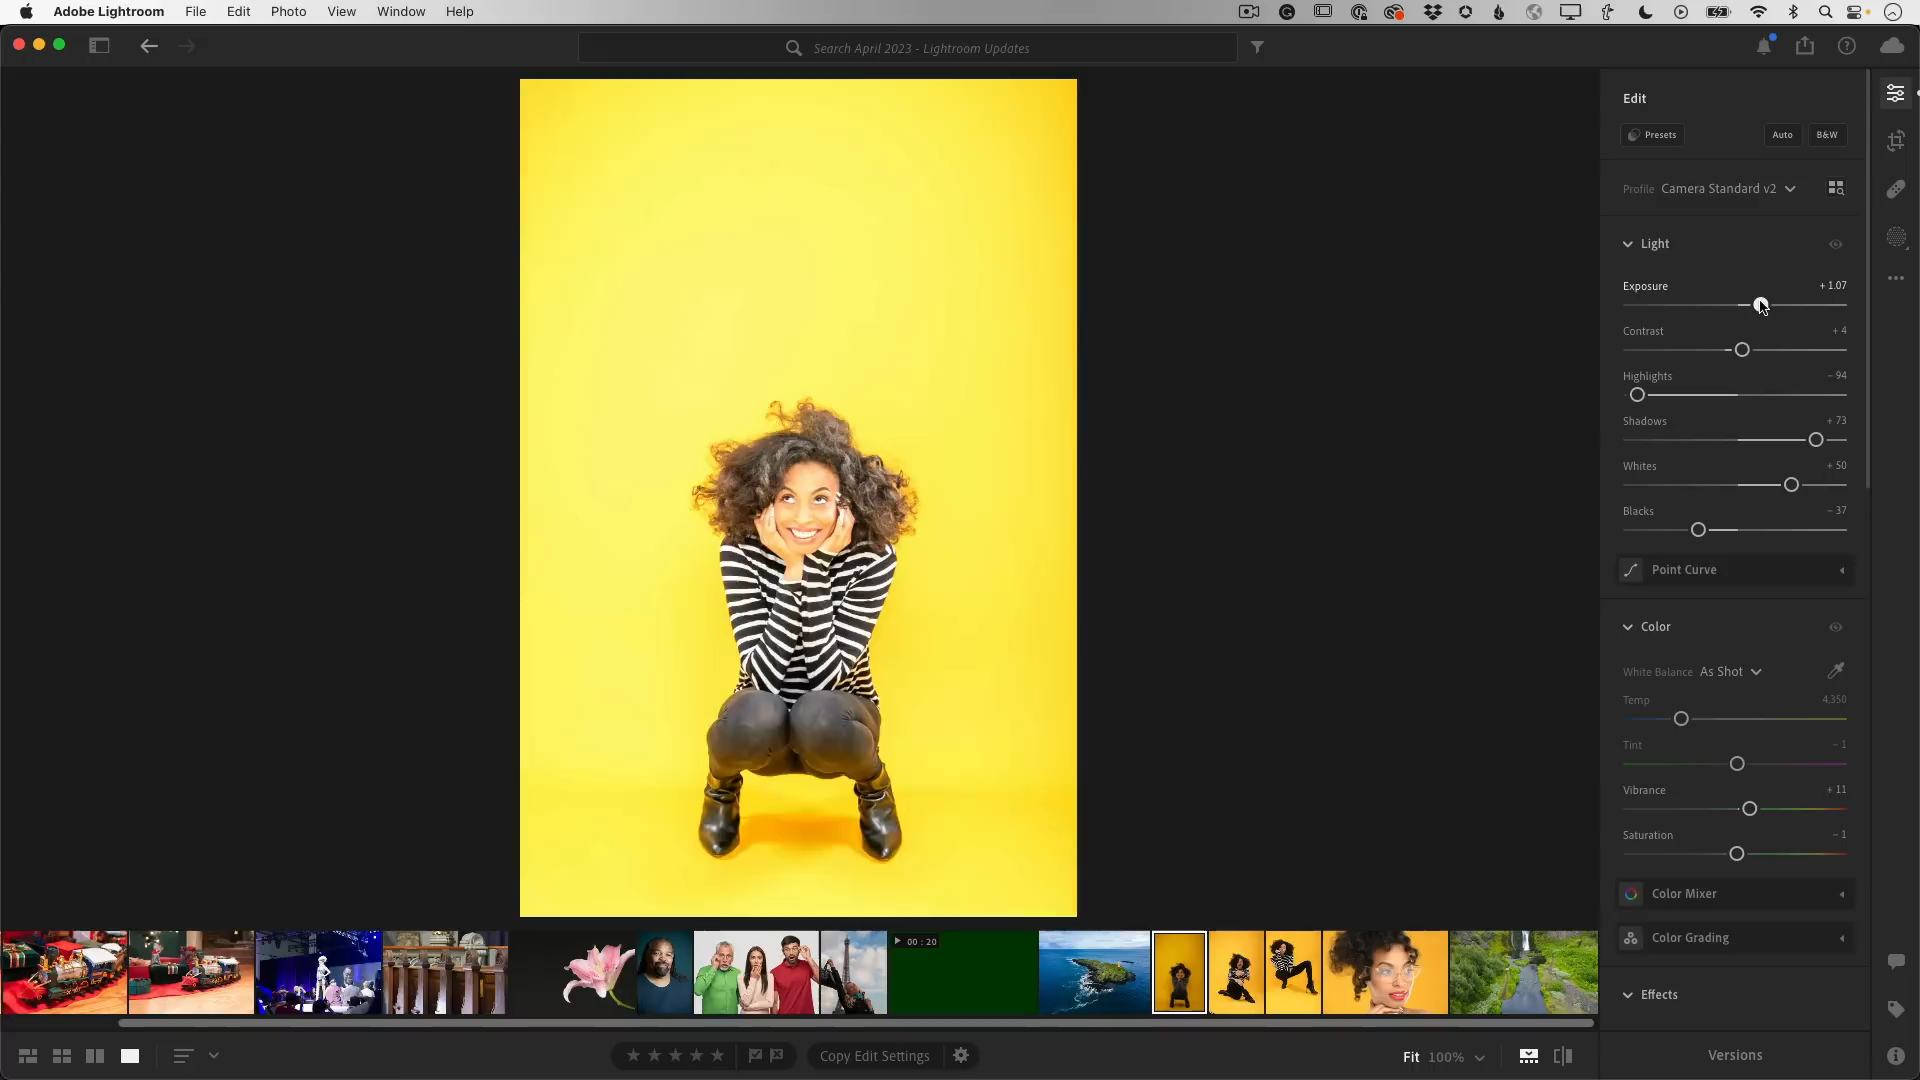 Adobe Lightroom File Edit Photo View Window Help
Search April 2023 - Lightroom Updates
Edit
Presets Auto B&W
Profile Camera Standard v2
Light
Exposure + 1.07
Contrast + 4
Highlights − 94
Shadows + 73
Whites + 50
Blacks − 37
Point Curve
Color
White Balance As Shot
Temp 4,350
Tint − 1
Vibrance + 11
Saturation − 1
Color Mixer
Color Grading
00 : 20
Effects
Copy Edit Settings Fit 100% Versions